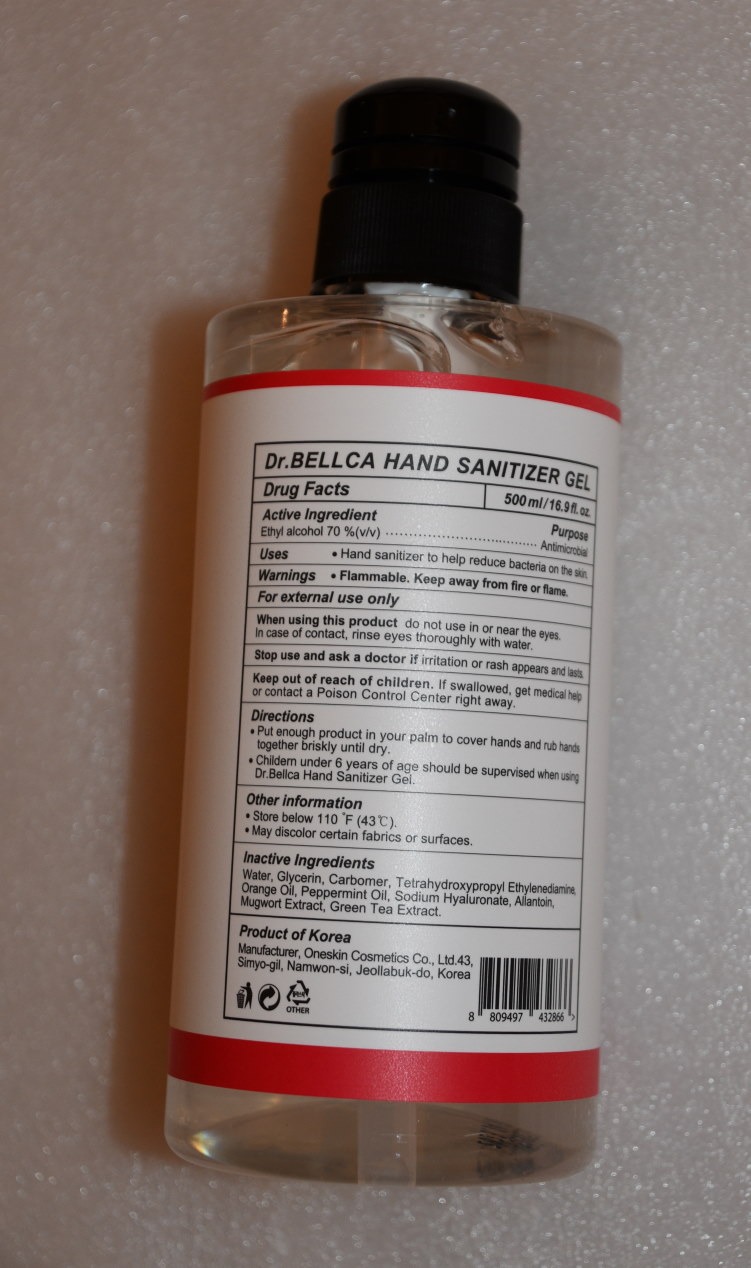 Dr.BELLCA HAND SANITIZER GEL
Drug Facts
500 ml / 16.9 fl. oz.
Active Ingredient
Purpose
Ethyl alcohol 70 %(v/v) ........................................ Antimicrobial
Uses • Hand sanitizer to help reduce bacteria on the skin.
Warnings • Flammable. Keep away from fire or flame.
For external use only
When using this product do not use in or near the eyes.
In case of contact, rinse eyes thoroughly with water.
Stop use and ask a doctor if irritation or rash appears and lasts.
Keep out of reach of children. If swallowed, get medical help
or contact a Poison Control Center right away.
Directions
• Put enough product in your palm to cover hands and rub hands
together briskly until dry.
• Childern under 6 years of age should be supervised when using
Dr.Bellca Hand Sanitizer Gel.
Other information
• Store below 110 °F (43℃).
• May discolor certain fabrics or surfaces.
Inactive Ingredients
Water, Glycerin, Carbomer, Tetrahydroxypropyl Ethylenediamine,
Orange Oil, Peppermint Oil, Sodium Hyaluronate, Allantoin,
Mugwort Extract, Green Tea Extract.
Product of Korea
Manufacturer, Oneskin Cosmetics Co., Ltd.43,
Simyo-gil, Namwon-si, Jeollabuk-do, Korea
OTHER
8 809497 432866 >